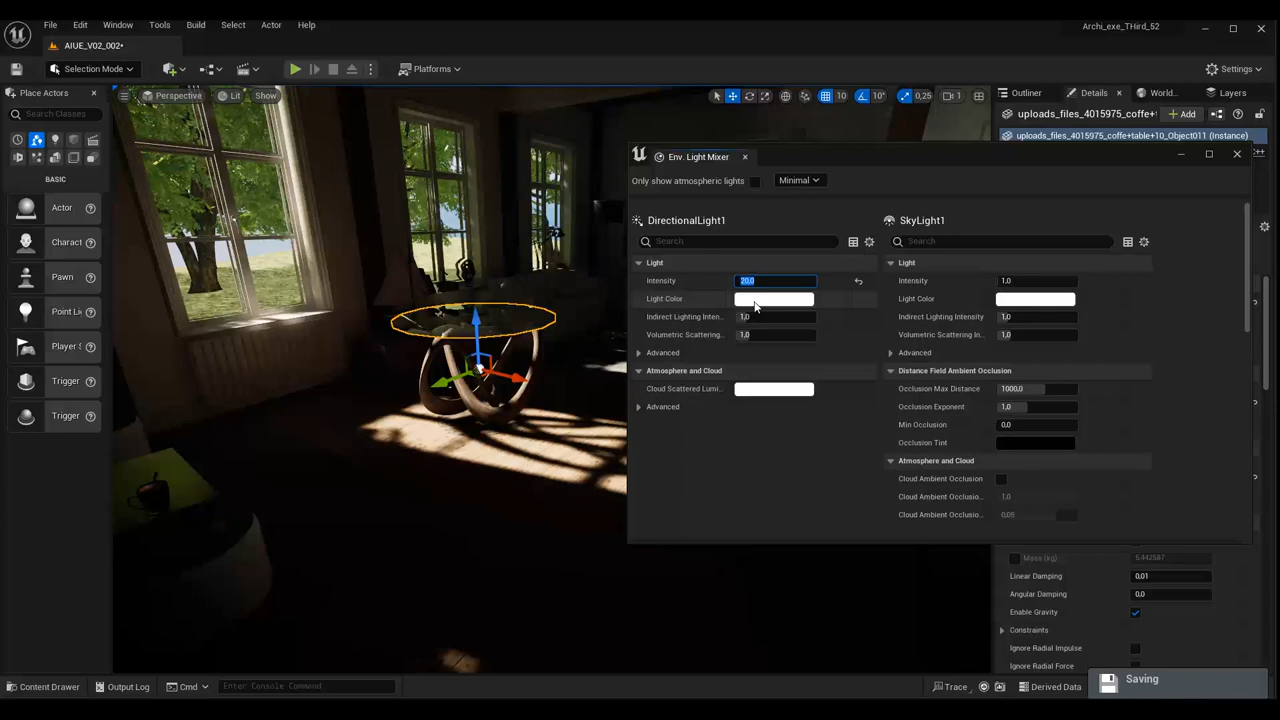 File Edit Window Tools Build Select Actor Help
Archi_exe_THird_52
AIUE_V02_002*
Selection Mode
Platforms
Settings
Place Actors
Perspective
Lit
Show
10
10°
0,25
1
Outliner
Details
World...
Layers
Search Classes
uploads_files_4015975_coffe+
Add
uploads_files_4015975_coffe+table+10_Object011 (Instance)
C++
Env. Light Mixer
Only show atmospheric lights
Minimal
BASIC
Actor
Charact
Pawn
Point Li
Player S
Trigger
Trigger
DirectionalLight1
Search
Light
Intensity 20,0
Light Color
Indirect Lighting Inten... 1,0
Volumetric Scattering... 1,0
Advanced
Atmosphere and Cloud
Cloud Scattered Lumi...
Advanced
SkyLight1
Search
Light
Intensity 1,0
Light Color
Indirect Lighting Intensity 1,0
Volumetric Scattering In... 1,0
Advanced
Distance Field Ambient Occlusion
Occlusion Max Distance 1000,0
Occlusion Exponent 1,0
Min Occlusion 0,0
Occlusion Tint
Atmosphere and Cloud
Cloud Ambient Occlusion
Cloud Ambient Occlusio... 1,0
Cloud Ambient Occlusio... 0,05
Mass (kg) 5,442587
Linear Damping 0,01
Angular Damping 0,0
Enable Gravity
Constraints
Ignore Radial Impulse
Ignore Radial Force
Content Drawer
Output Log
Cmd
Enter Console Command
Trace
Derived Data
Saving